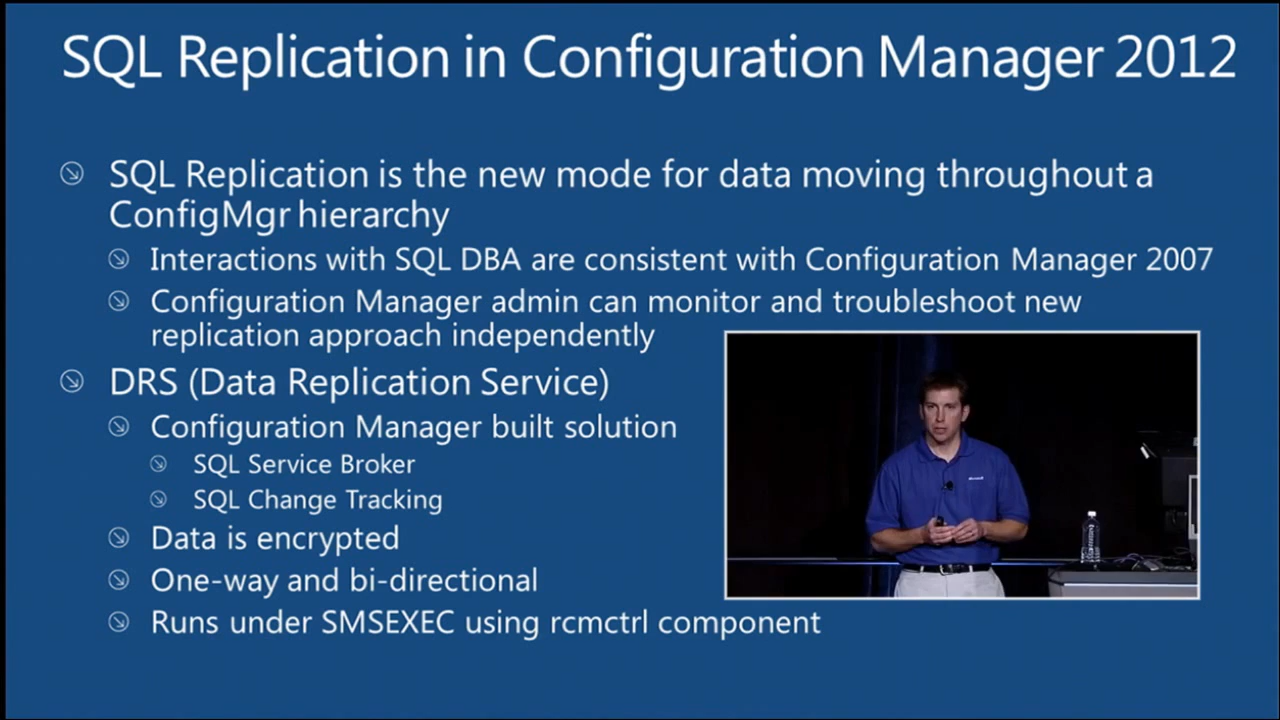 SQL Replication in Configuration Manager 2012
SQL Replication is the new mode for data moving throughout a
ConfigMgr hierarchy
Interactions with SQL DBA are consistent with Configuration Manager 2007
Configuration Manager admin can monitor and troubleshoot new
replication approach independently
DRS (Data Replication Service)
Configuration Manager built solution
SQL Service Broker
SQL Change Tracking
Data is encrypted
One-way and bi-directional
Runs under SMSEXEC using rcmctrl component